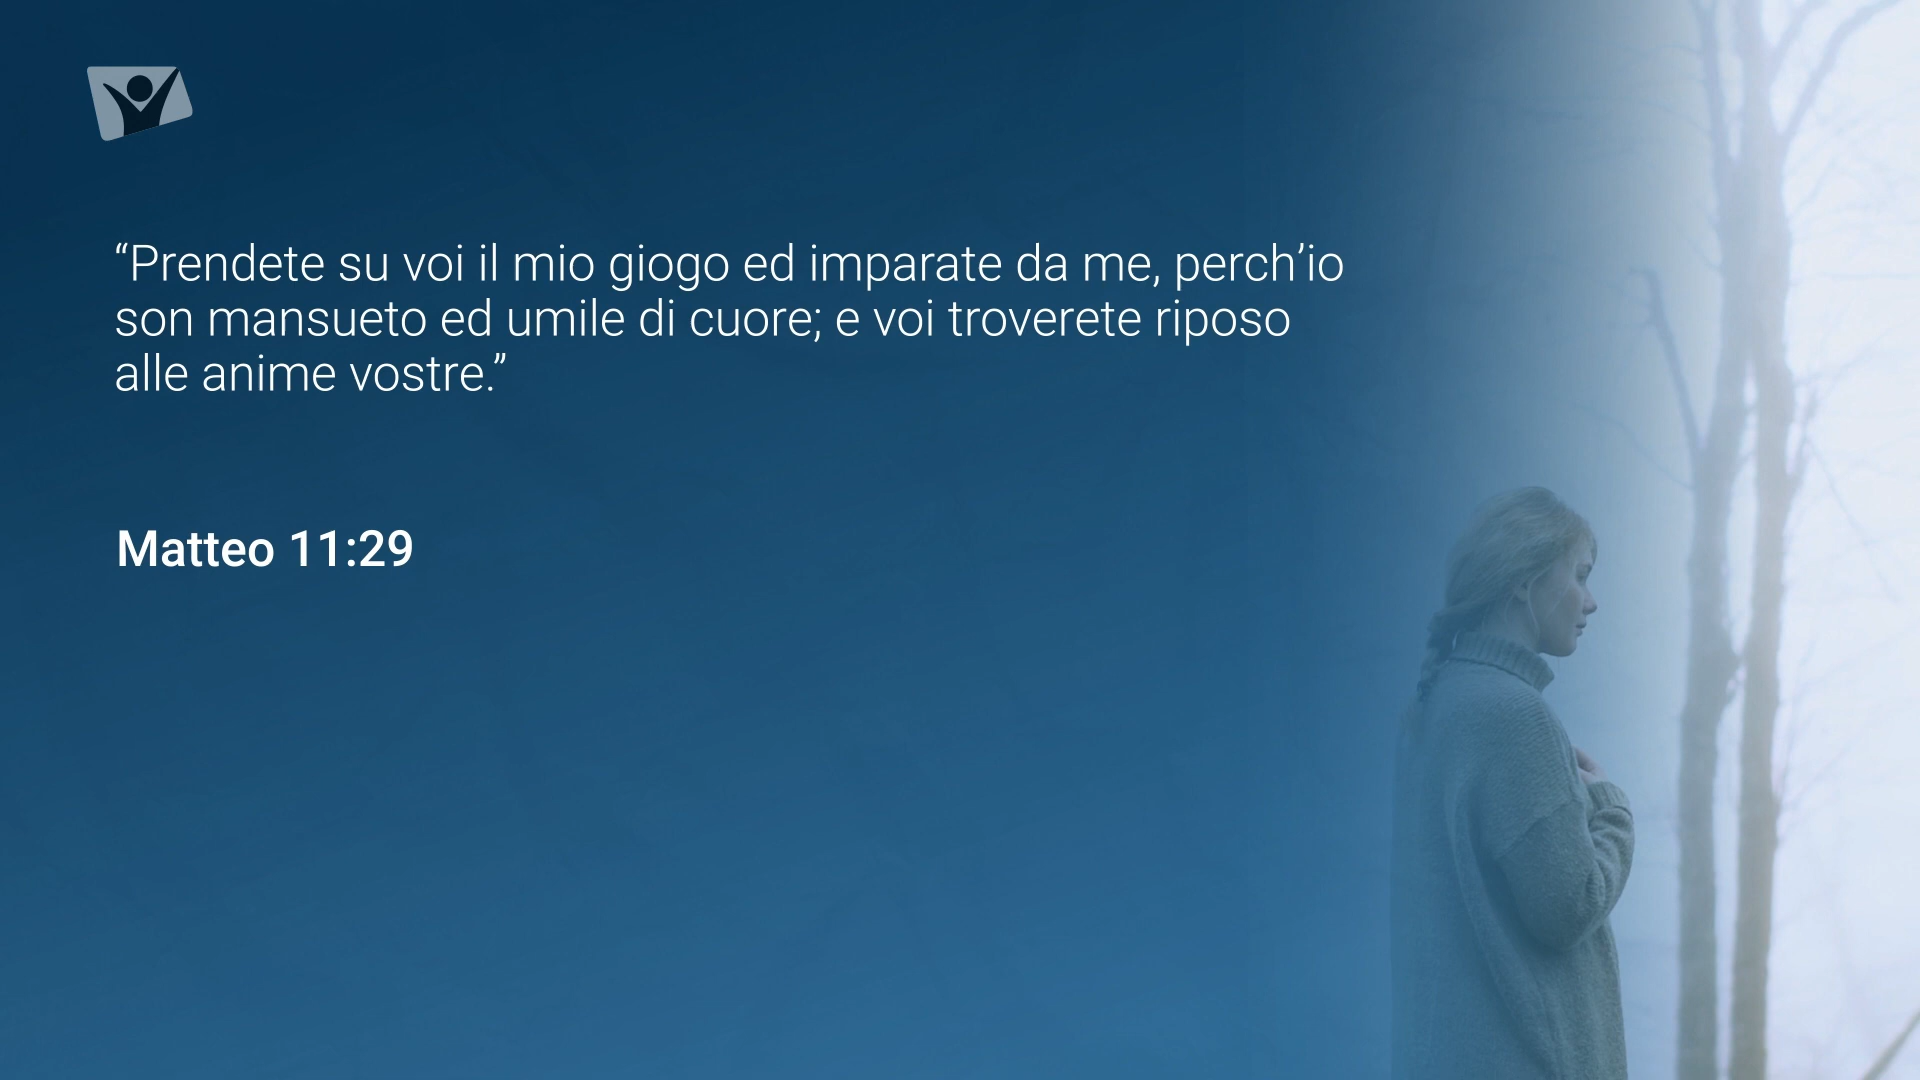 “Prendete su voi il mio giogo ed imparate da me, perch’io
son mansueto ed umile di cuore; e voi troverete riposo
alle anime vostre.”
Matteo 11:29